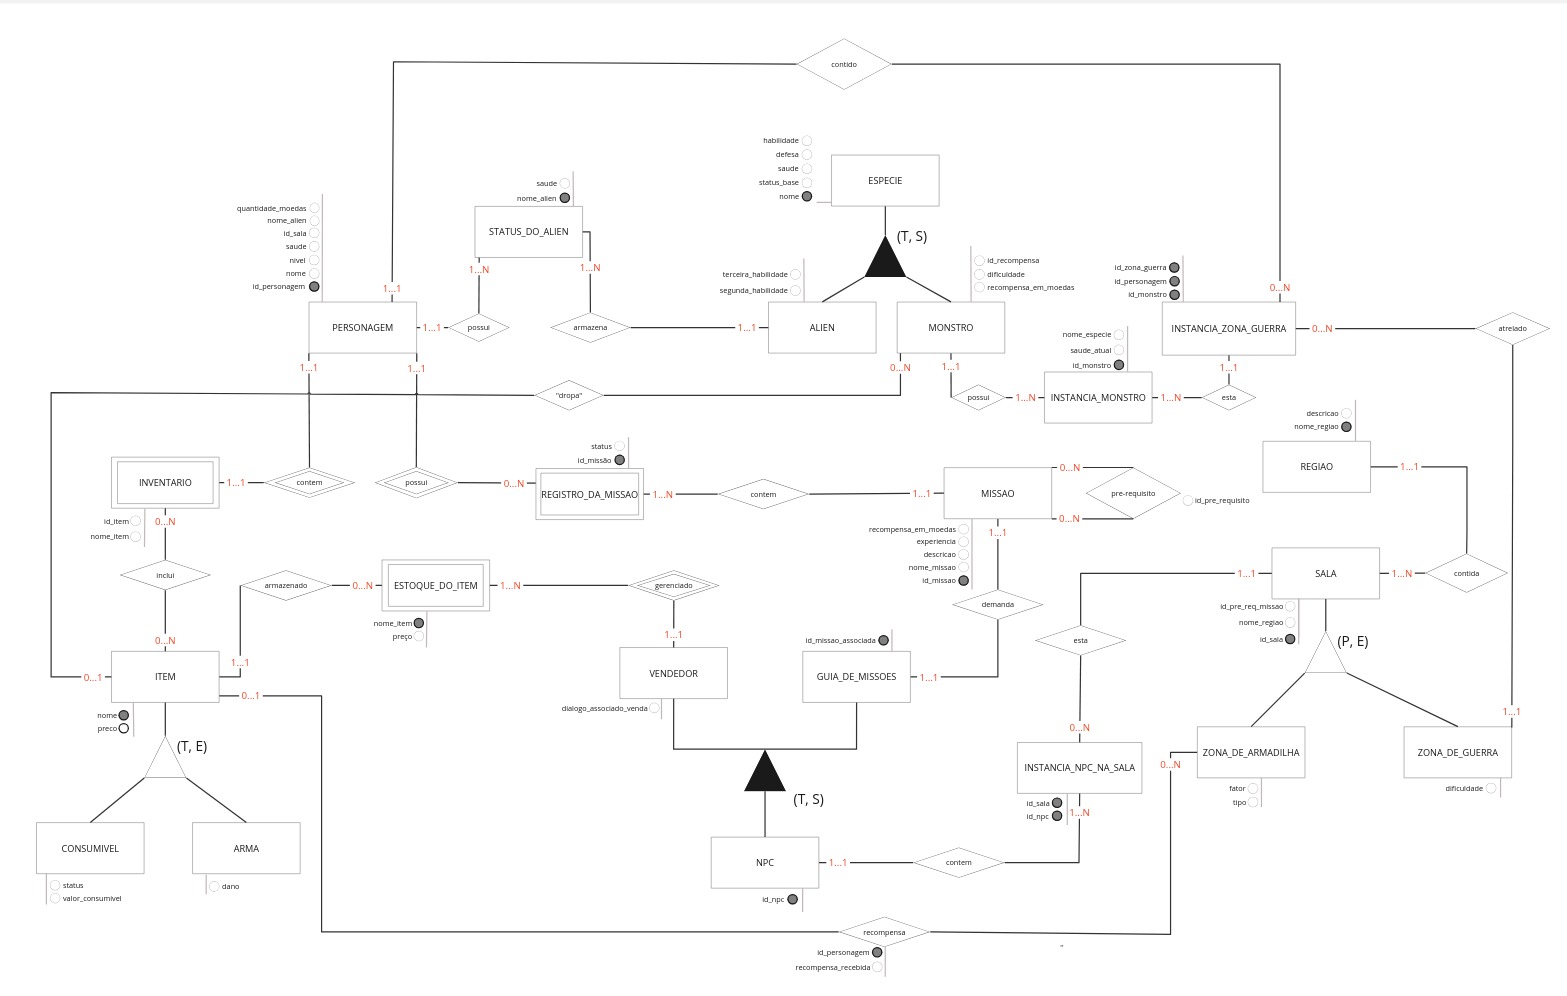 contido
habilidade
defesa
saude
status_base
nome
ESPECIE
(T, S)
saude
nome_alien
STATUS_DO_ALIEN
1...N
1...N
quantidade_moedas
nome_alien
id_sala
saude
nivel
nome
id_personagem
1...1
PERSONAGEM
1...1
possui
armazena
1...1
terceira_habilidade
segunda_habilidade
ALIEN
id_recompensa
dificuldade
recompensa_em_moedas
MONSTRO
id_zona_guerra
id_personagem
id_monstro
0...N
INSTANCIA_ZONA_GUERRA
0...N
atrelado
1...1
1...1
0...N
1...1
1...1
"dropa"
nome_especie
saude_atual
id_monstro
possui
1...N
INSTANCIA_MONSTRO
1...N
esta
descricao
nome_regiao
REGIAO
1...1
status
id_missão
INVENTARIO
1...1
contem
possui
0...N
REGISTRO_DA_MISSAO
1...N
contem
1...1
MISSAO
0...N
pre-requisito
id_pre_requisito
0...N
id_item
nome_item
0...N
recompensa_em_moedas
experiencia
descricao
nome_missao
id_missao
1...1
inclui
armazenado
0...N
ESTOQUE_DO_ITEM
1...N
gerenciado
1...1
SALA
1...N
contida
nome_item
preço
demanda
id_pre_req_missao
nome_regiao
id_sala
(P, E)
0...N
1...1
1...1
id_missao_associada
esta
0...1
ITEM
0...1
VENDEDOR
GUIA_DE_MISSOES
1...1
dialogo_associado_venda
nome
preco
(T, E)
0...N
1...1
INSTANCIA_NPC_NA_SALA
0...N
ZONA_DE_ARMADILHA
ZONA_DE_GUERRA
fator
tipo
dificuldade
(T, S)
id_sala
id_npc
1...N
CONSUMIVEL
ARMA
status
valor_consumivel
dano
NPC
1...1
contem
id_npc
recompensa
id_personagem
recompensa_recebida